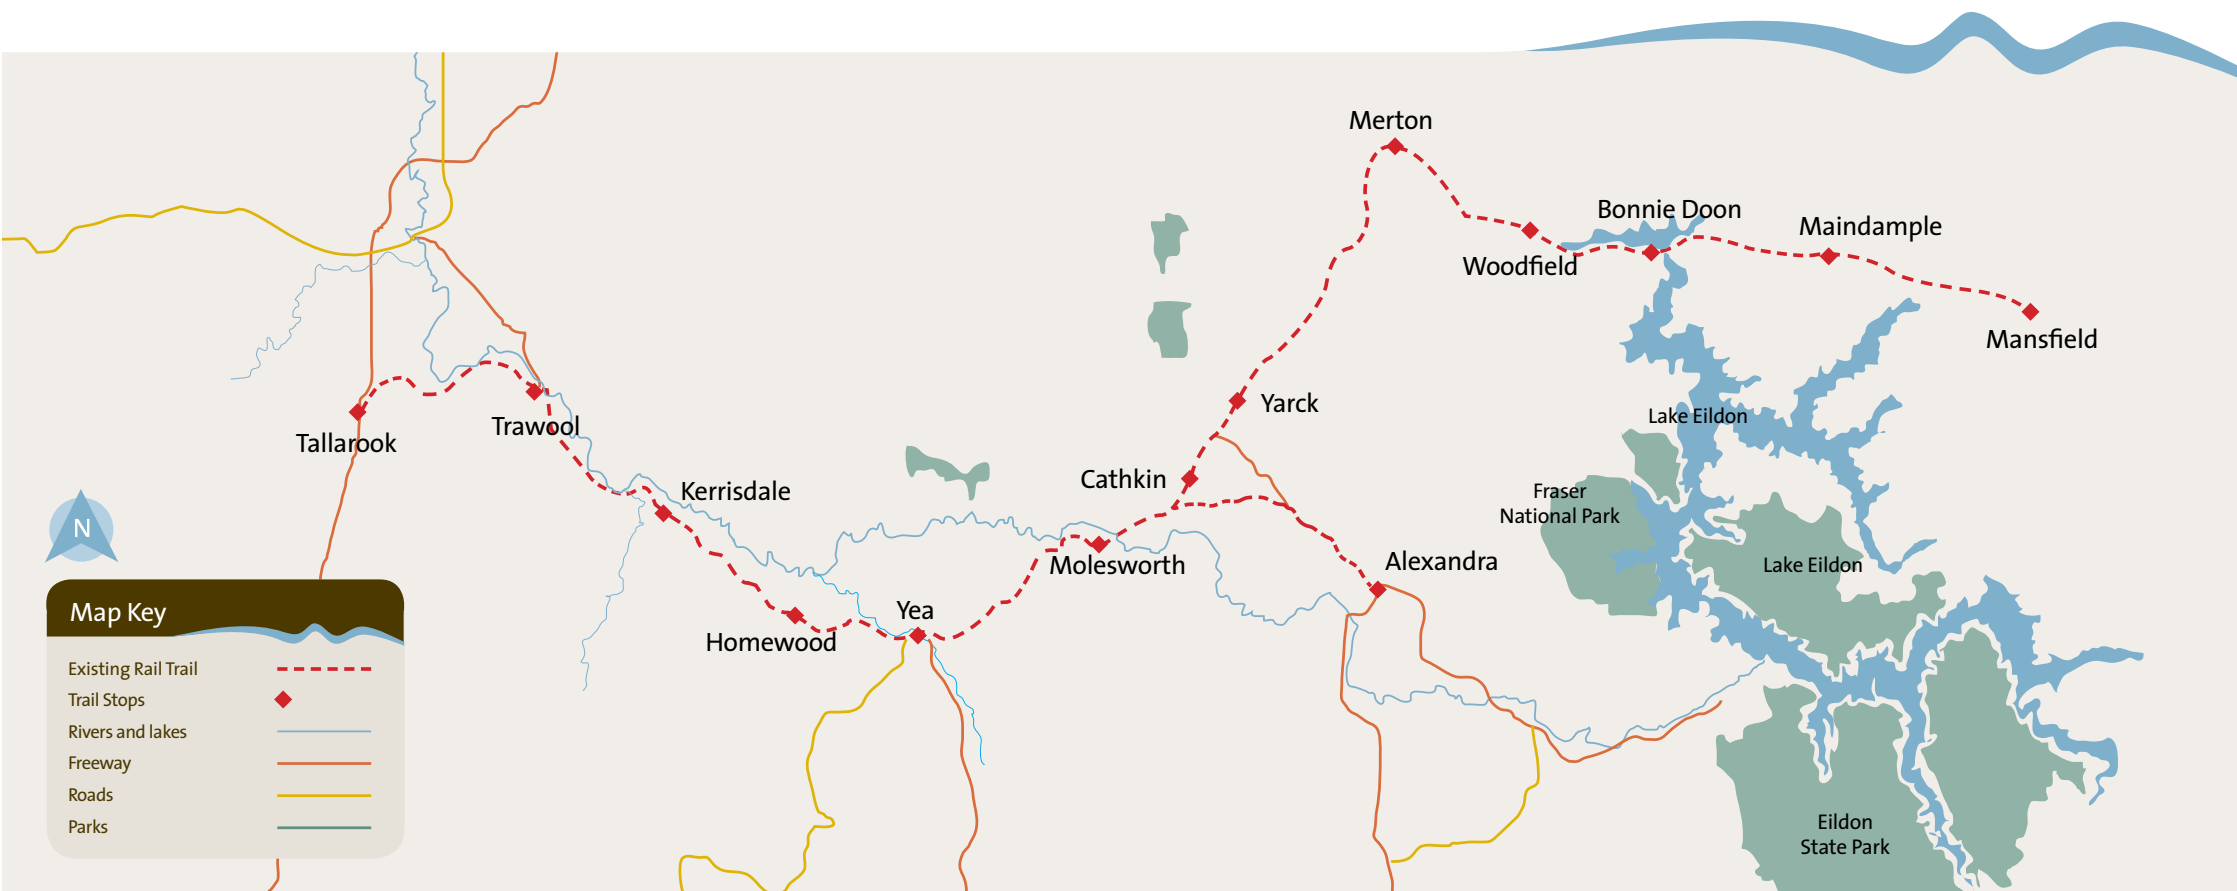 Merton
Bonnie Doon
Maindample
Woodfield
Mansfield
Yarck
Lake Eildon
Trawool
Tallarook
Cathkin
Kerrisdale
Fraser
National Park
N
Molesworth
Alexandra
Lake Eildon
Yea
Homewood
Map Key
Existing Rail Trail
Trail Stops
Rivers and lakes
Freeway
Roads
Parks
Eildon
State Park